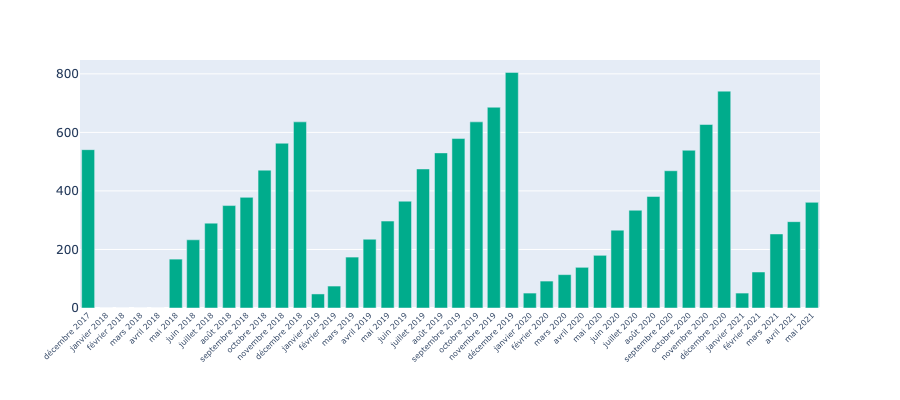 800
600
400
200
0
décembre 2017
janvier 2018
février 2018
mars 2018
avril 2018
mai 2018
juin 2018
juillet 2018
août 2018
septembre 2018
octobre 2018
novembre 2018
décembre 2018
janvier 2019
février 2019
mars 2019
avril 2019
mai 2019
juin 2019
juillet 2019
août 2019
septembre 2019
octobre 2019
novembre 2019
décembre 2019
janvier 2020
février 2020
mars 2020
avril 2020
mai 2020
juin 2020
juillet 2020
août 2020
septembre 2020
octobre 2020
novembre 2020
décembre 2020
janvier 2021
février 2021
mars 2021
avril 2021
mai 2021